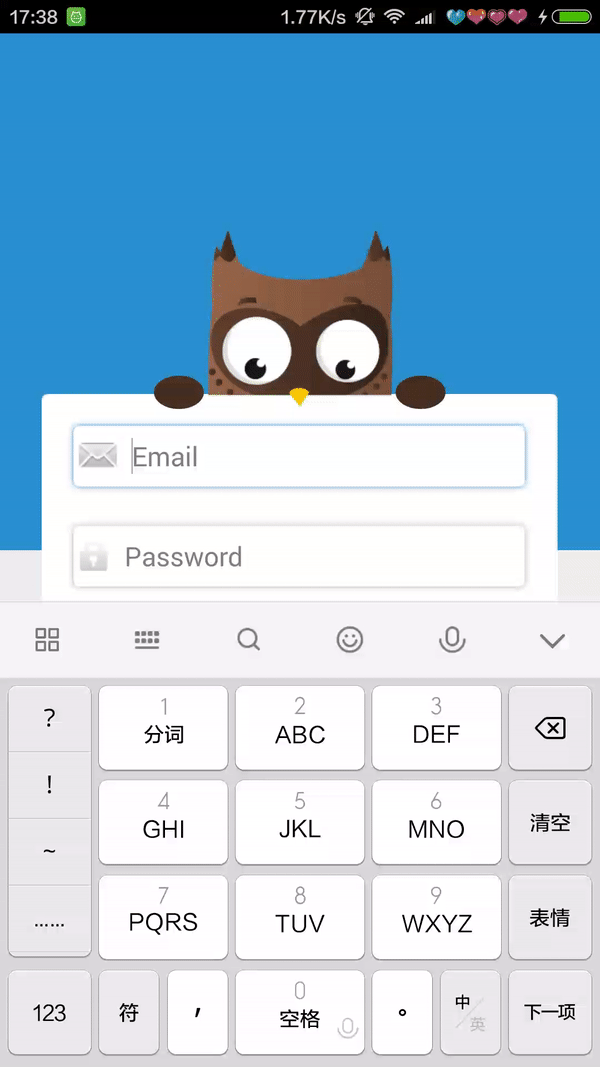 17:38 1.77K/s
Email
Password
? 1 2 3
分词 ABC DEF
! 4 5 6
GHI JKL MNO 清空
~ 7 8 9
PQRS TUV WXYZ 表情
……
123 符 ， 0 。 中 下一项
空格 英